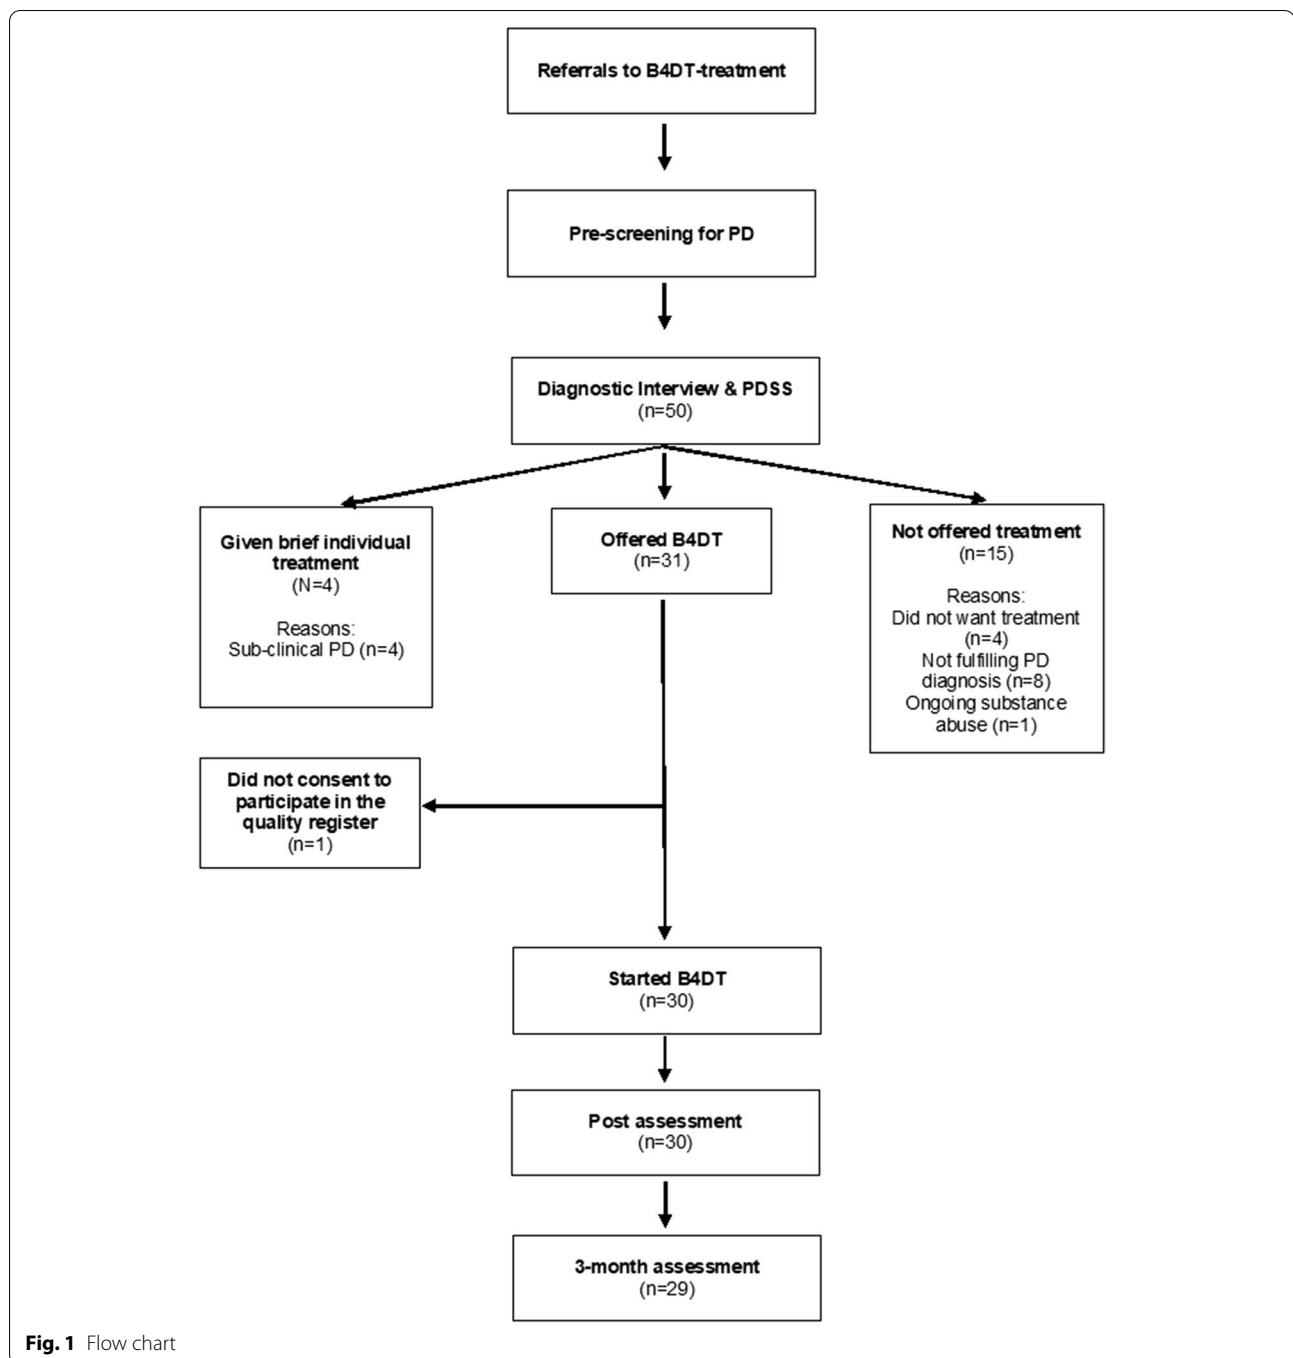 Referrals to B4DT-treatment
Pre-screening for PD
Diagnostic Interview & PDSS
(n=50)
Given brief individual
treatment
(N=4)
Reasons:
Sub-clinical PD (n=4)
Offered B4DT
(n=31)
Not offered treatment
(n=15)
Reasons:
Did not want treatment
(n=4)
Not fulfilling PD
diagnosis (n=8)
Ongoing substance
abuse (n=1)
Did not consent to
participate in the
quality register
(n=1)
Started B4DT
(n=30)
Post assessment
(n=30)
3-month assessment
(n=29)
Fig. 1 Flow chart